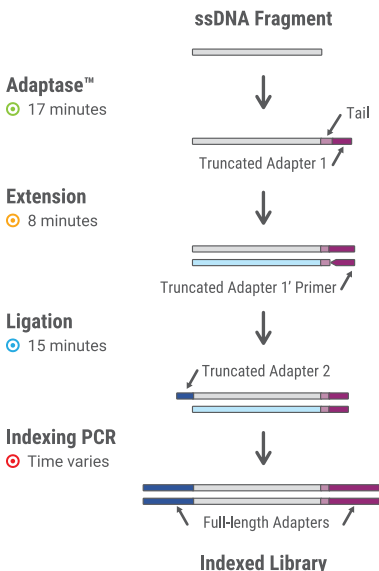 ssDNA Fragment
Adaptase™
17 minutes
Tail
Truncated Adapter 1
Extension
8 minutes
Truncated Adapter 1' Primer
Ligation
15 minutes
Truncated Adapter 2
Indexing PCR
Time varies
Full-length Adapters
Indexed Library